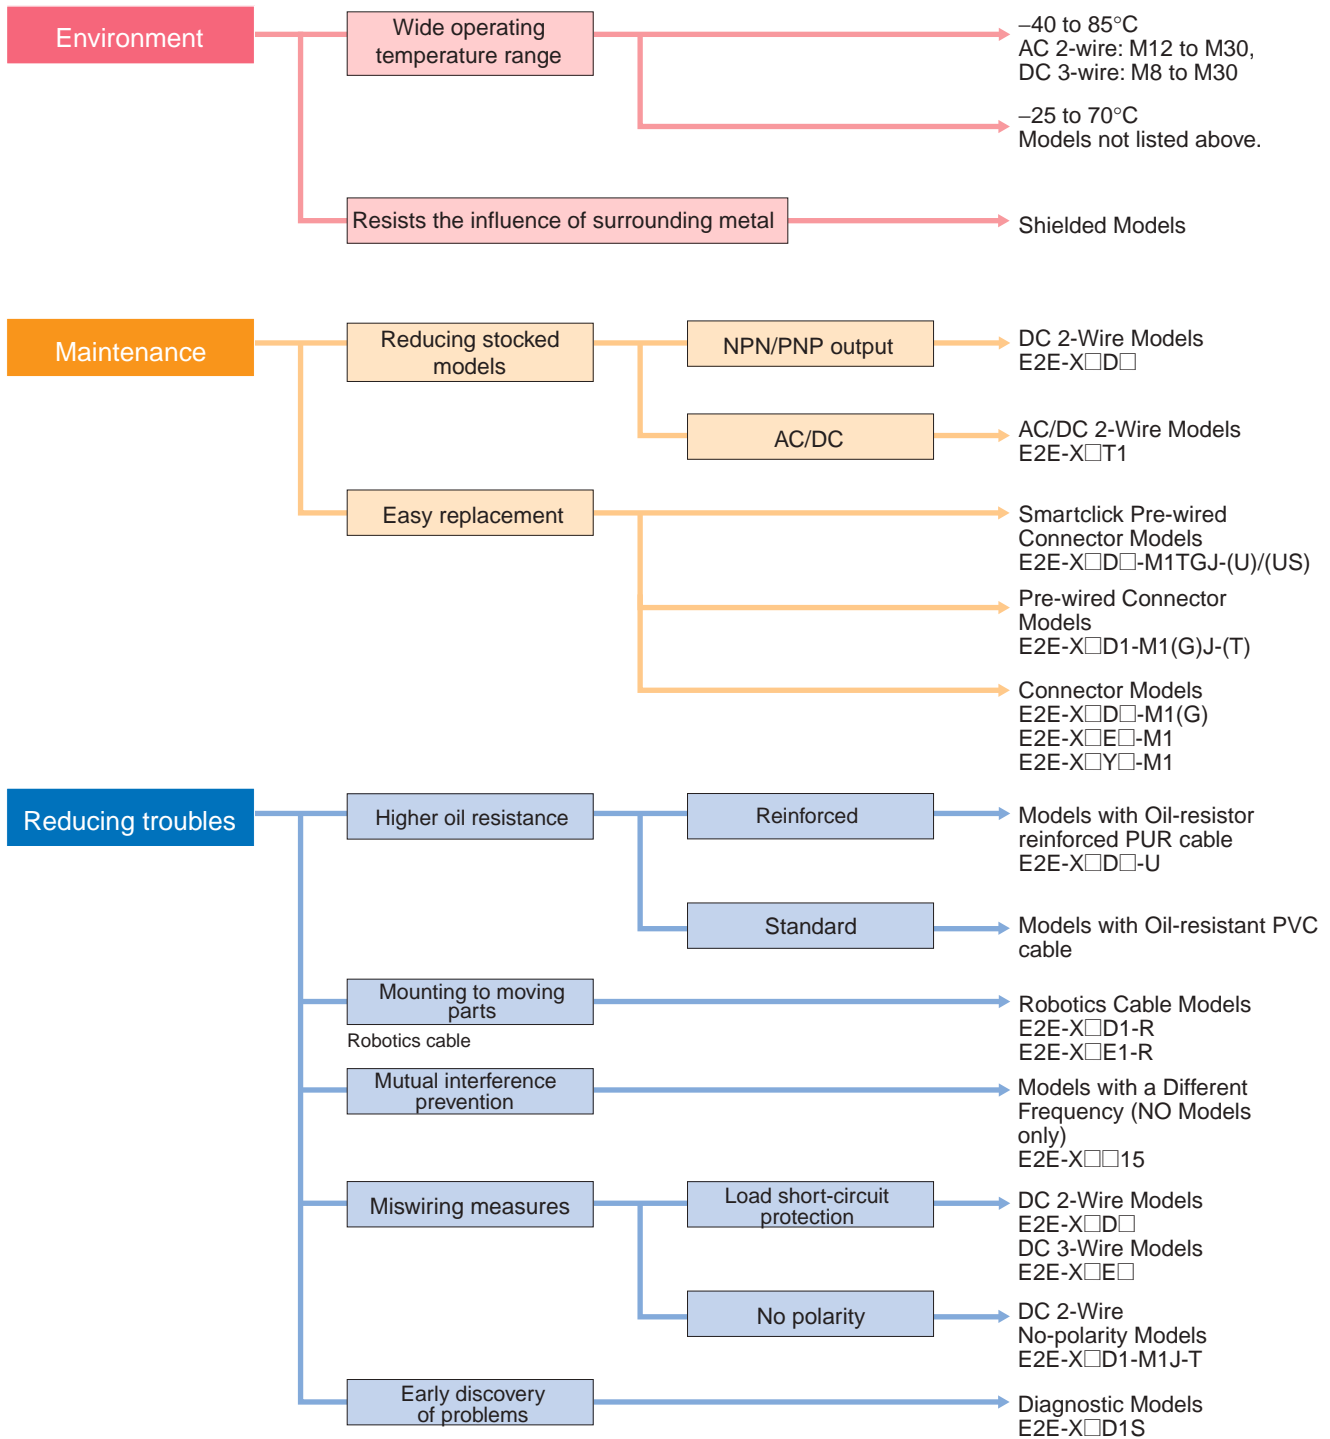 Environment
Wide operating
temperature range
–40 to 85°C
AC 2-wire: M12 to M30,
DC 3-wire: M8 to M30
–25 to 70°C
Models not listed above.
Resists the influence of surrounding metal
Shielded Models
Maintenance
Reducing stocked
models
NPN/PNP output
DC 2-Wire Models
E2E-X□D□
AC/DC
AC/DC 2-Wire Models
E2E-X□T1
Easy replacement
Smartclick Pre-wired
Connector Models
E2E-X□D□-M1TGJ-(U)/(US)
Pre-wired Connector
Models
E2E-X□D1-M1(G)J-(T)
Connector Models
E2E-X□D□-M1(G)
E2E-X□E□-M1
E2E-X□Y□-M1
Reducing troubles
Higher oil resistance
Reinforced
Models with Oil-resistor
reinforced PUR cable
E2E-X□D□-U
Standard
Models with Oil-resistant PVC
cable
Mounting to moving
parts
Robotics cable
Robotics Cable Models
E2E-X□D1-R
E2E-X□E1-R
Mutual interference
prevention
Models with a Different
Frequency (NO Models
only)
E2E-X□□15
Miswiring measures
Load short-circuit
protection
DC 2-Wire Models
E2E-X□D□
DC 3-Wire Models
E2E-X□E□
No polarity
DC 2-Wire
No-polarity Models
E2E-X□D1-M1J-T
Early discovery
of problems
Diagnostic Models
E2E-X□D1S